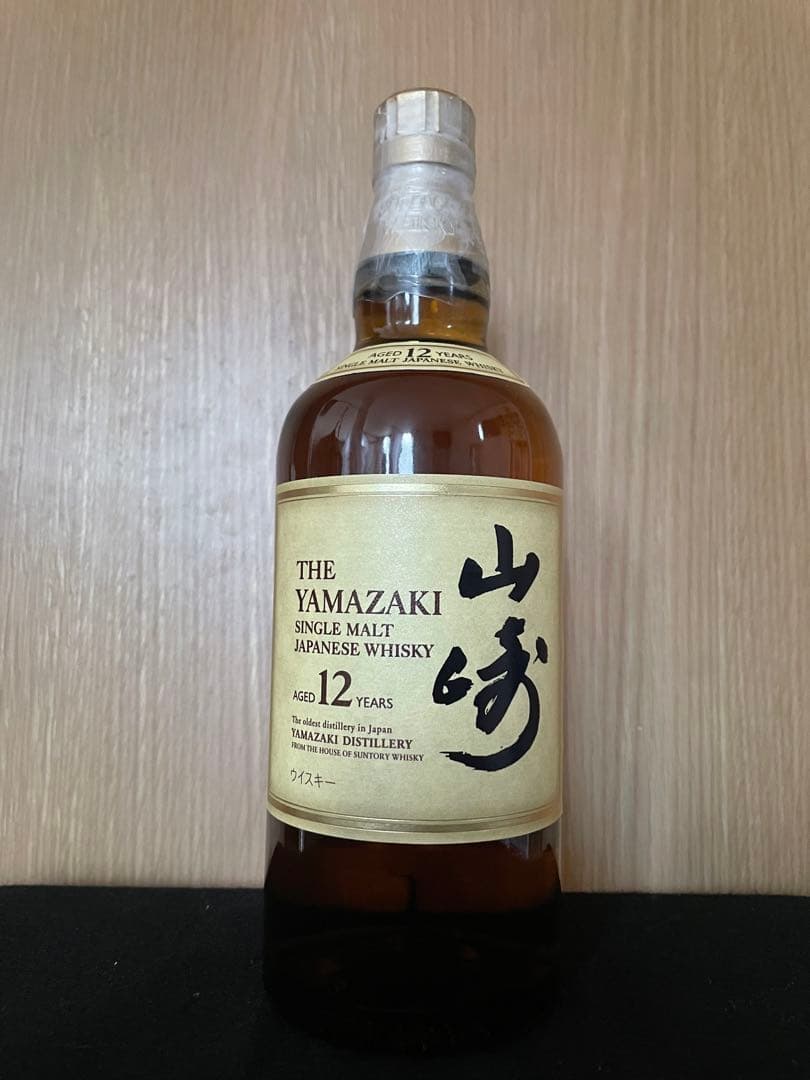 AGED 12 YEARS
SINGLE MALT JAPANESE WHISKY
THE
YAMAZAKI
SINGLE MALT
JAPANESE WHISKY
AGED 12 YEARS
The oldest distillery in Japan
YAMAZAKI DISTILLERY
FROM THE HOUSE OF SUNTORY WHISKY
ウイスキー
山崎